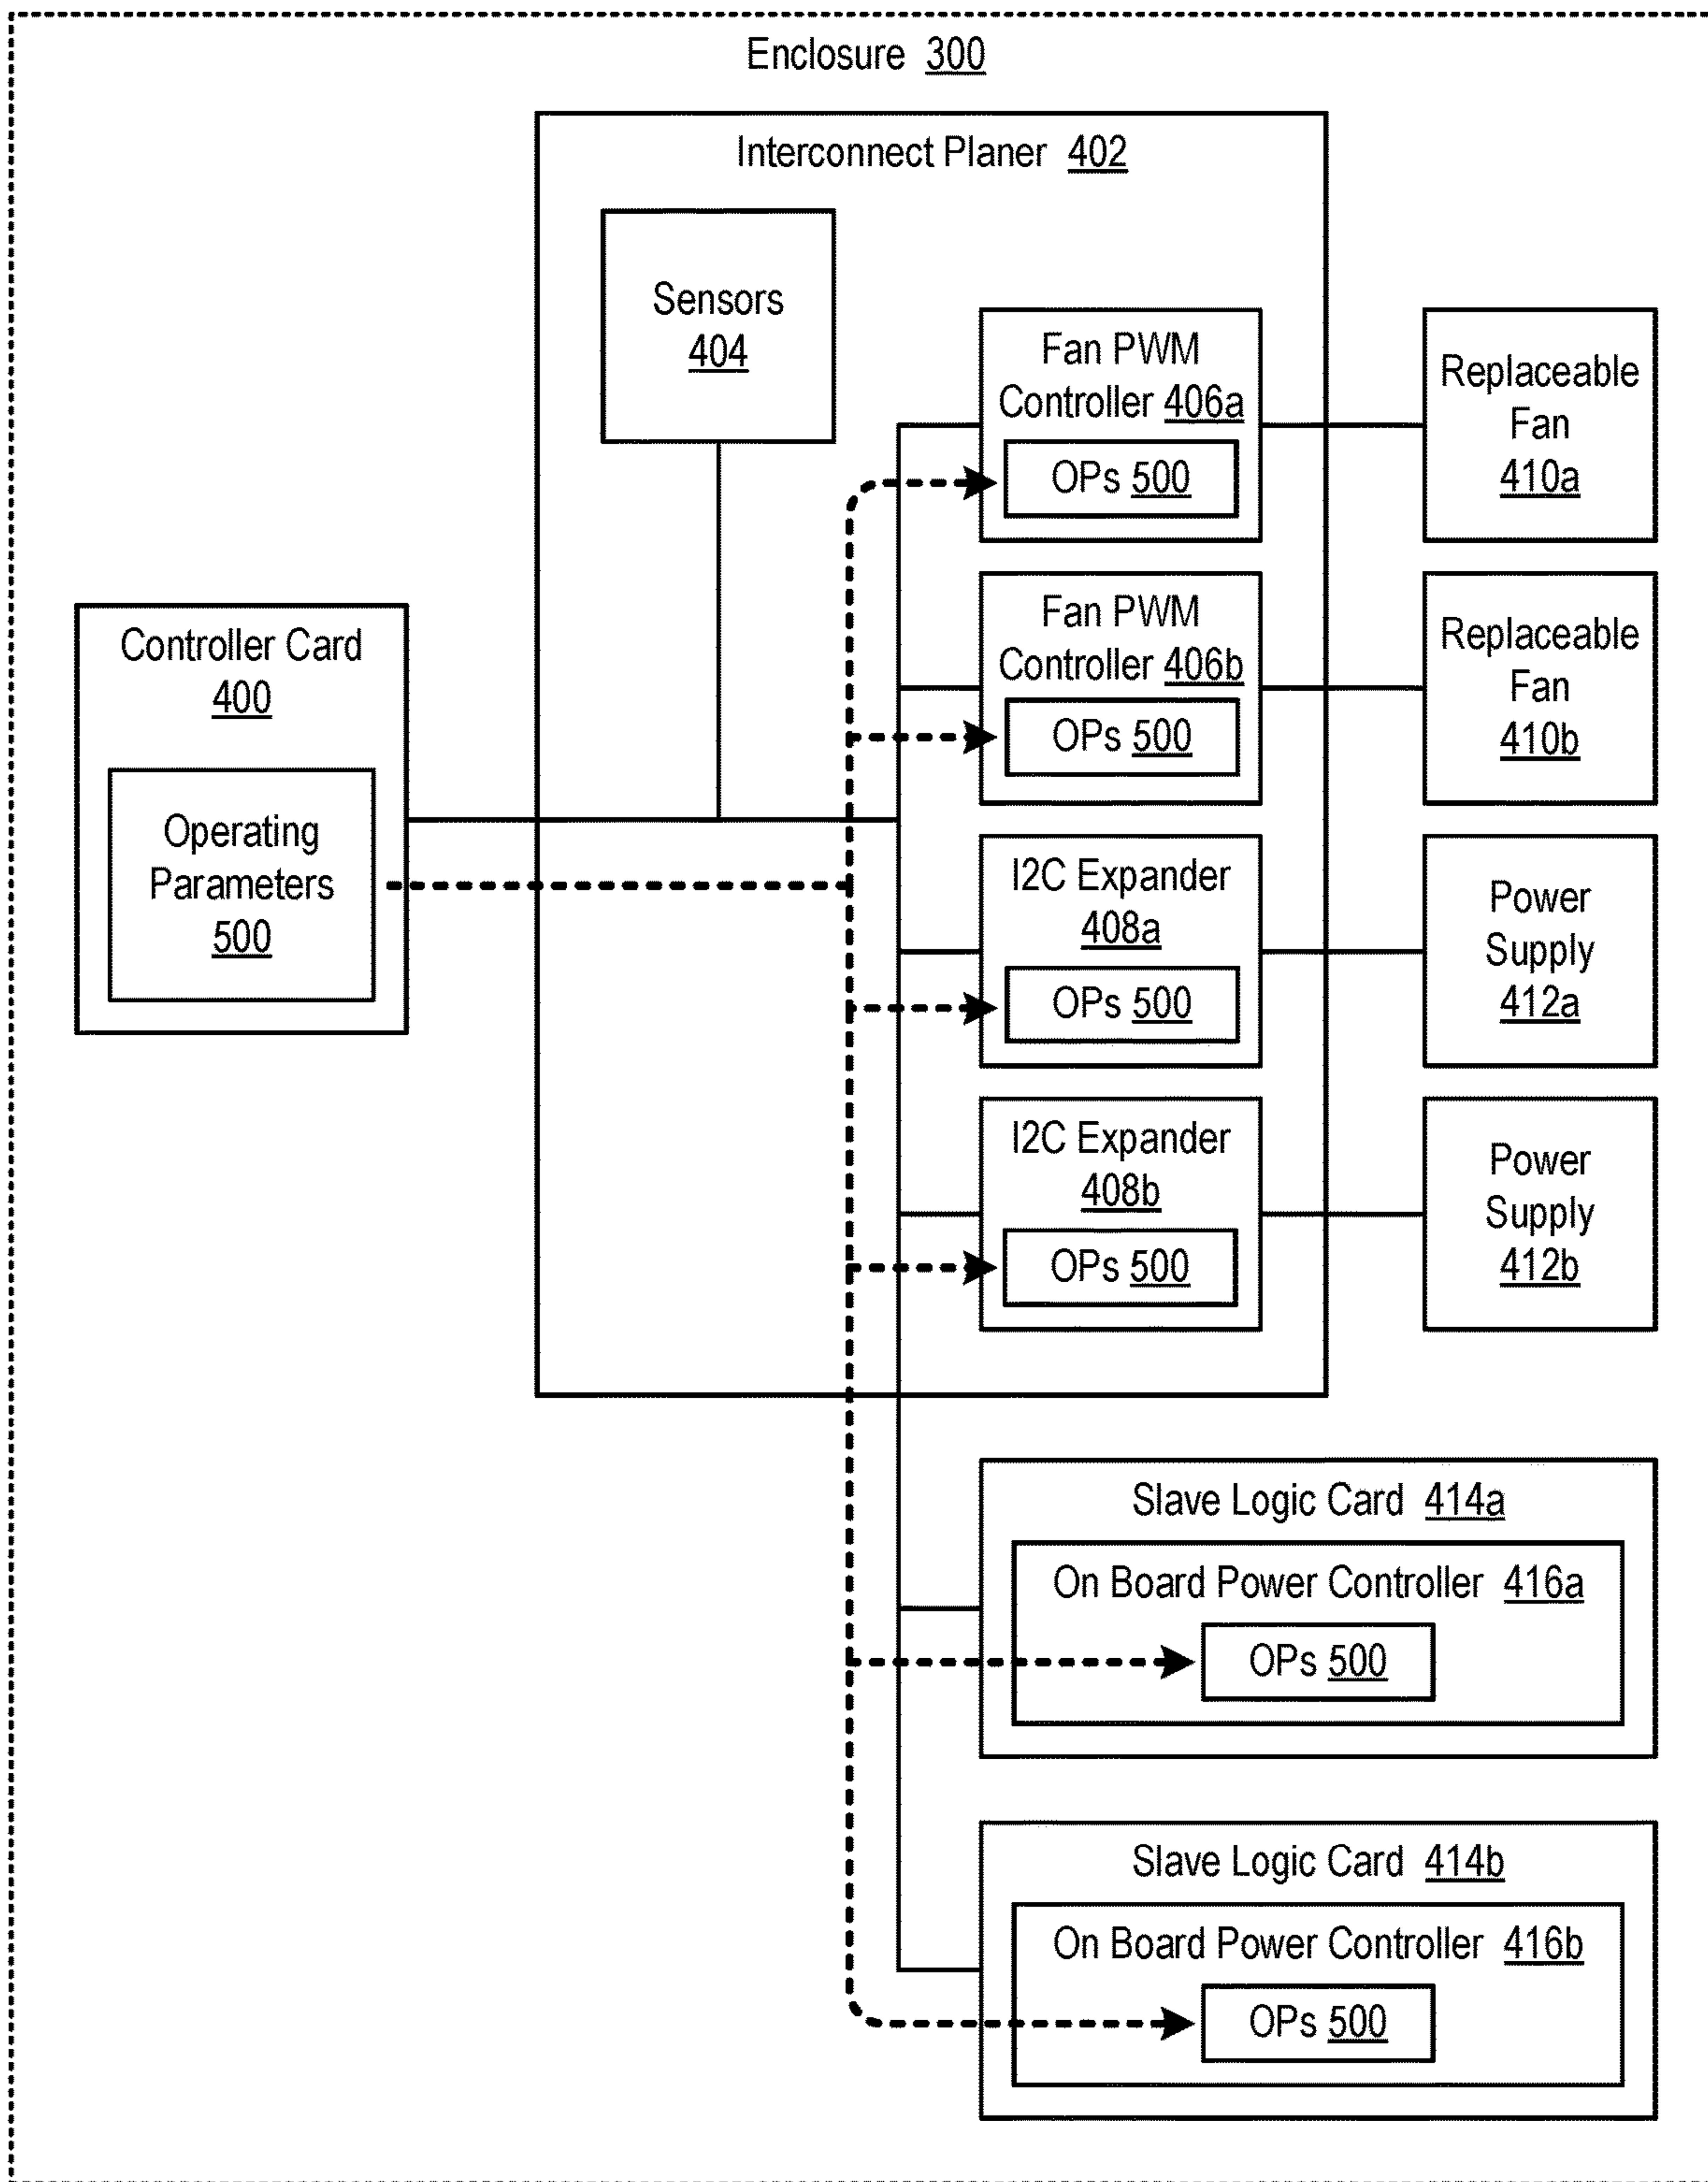 Enclosure 300
Interconnect Planer 402
Sensors
404
Fan PWM
Controller 406a
OPs 500
Replaceable
Fan
410a
Controller Card
400
Operating
Parameters
500
Fan PWM
Controller 406b
OPs 500
Replaceable
Fan
410b
I2C Expander
408a
OPs 500
Power
Supply
412a
I2C Expander
408b
OPs 500
Power
Supply
412b
Slave Logic Card 414a
On Board Power Controller 416a
OPs 500
Slave Logic Card 414b
On Board Power Controller 416b
OPs 500